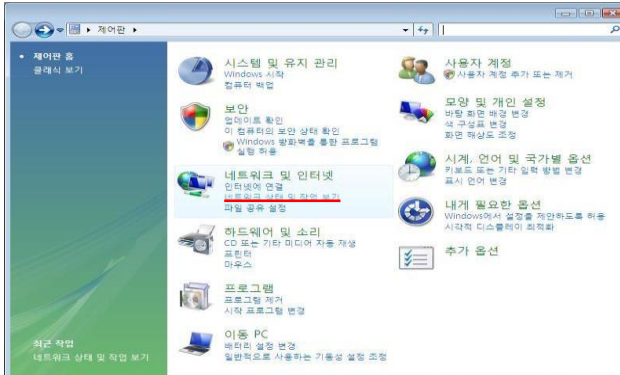 제어판
제어판 홈
클래식 보기
시스템 및 유지 관리
Windows 시작
컴퓨터 백업
보안
업데이트 확인
이 컴퓨터의 보안 상태 확인
Windows 방화벽을 통한 프로그램
실행 허용
네트워크 및 인터넷
인터넷에 연결
네트워크 상태 및 작업 보기
파일 공유 설정
하드웨어 및 소리
CD 또는 기타 미디어 자동 재생
프린터
마우스
프로그램
프로그램 제거
시작 프로그램 변경
이동 PC
배터리 설정 변경
일반적으로 사용하는 기동성 설정 조정
사용자 계정
사용자 계정 추가 또는 제거
모양 및 개인 설정
바탕 화면 배경 변경
색 구성표 변경
화면 해상도 조정
시계, 언어 및 국가별 옵션
키보드 또는 기타 입력 방법 변경
표시 언어 변경
내게 필요한 옵션
Windows에서 설정을 제안하도록 허용
시각적 디스플레이 최적화
추가 옵션
최근 작업
네트워크 상태 및 작업 보기